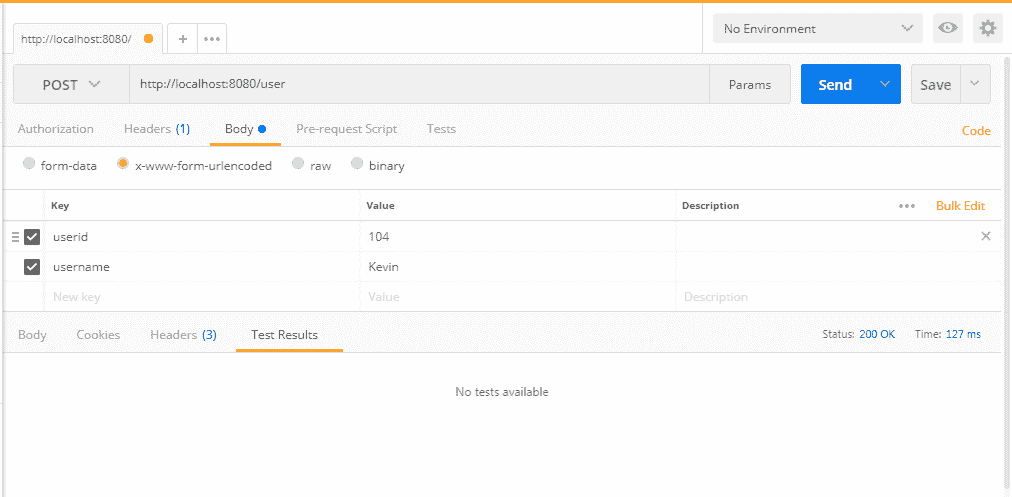 http://localhost:8080/ + ••• No Environment
POST http://localhost:8080/user Params Send Save
Authorization Headers (1) Body Pre-request Script Tests Code
form-data x-www-form-urlencoded raw binary
Key Value Description ••• Bulk Edit
userid 104
username Kevin
New key Value Description
Body Cookies Headers (3) Test Results Status: 200 OK Time: 127 ms
No tests available